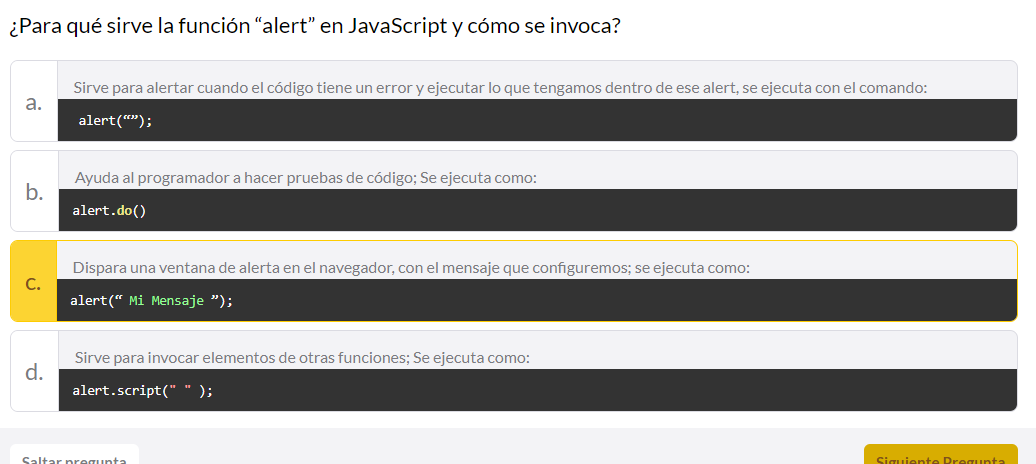 ¿Para qué sirve la función “alert” en JavaScript y cómo se invoca?
a.
Sirve para alertar cuando el código tiene un error y ejecutar lo que tengamos dentro de ese alert, se ejecuta con el comando:
alert(“”);
b.
Ayuda al programador a hacer pruebas de código; Se ejecuta como:
alert.do()
c.
Dispara una ventana de alerta en el navegador, con el mensaje que configuremos; se ejecuta como:
alert(“ Mi Mensaje ”);
d.
Sirve para invocar elementos de otras funciones; Se ejecuta como:
alert.script(" " );
Saltar pregunta
Siguiente Pregunta